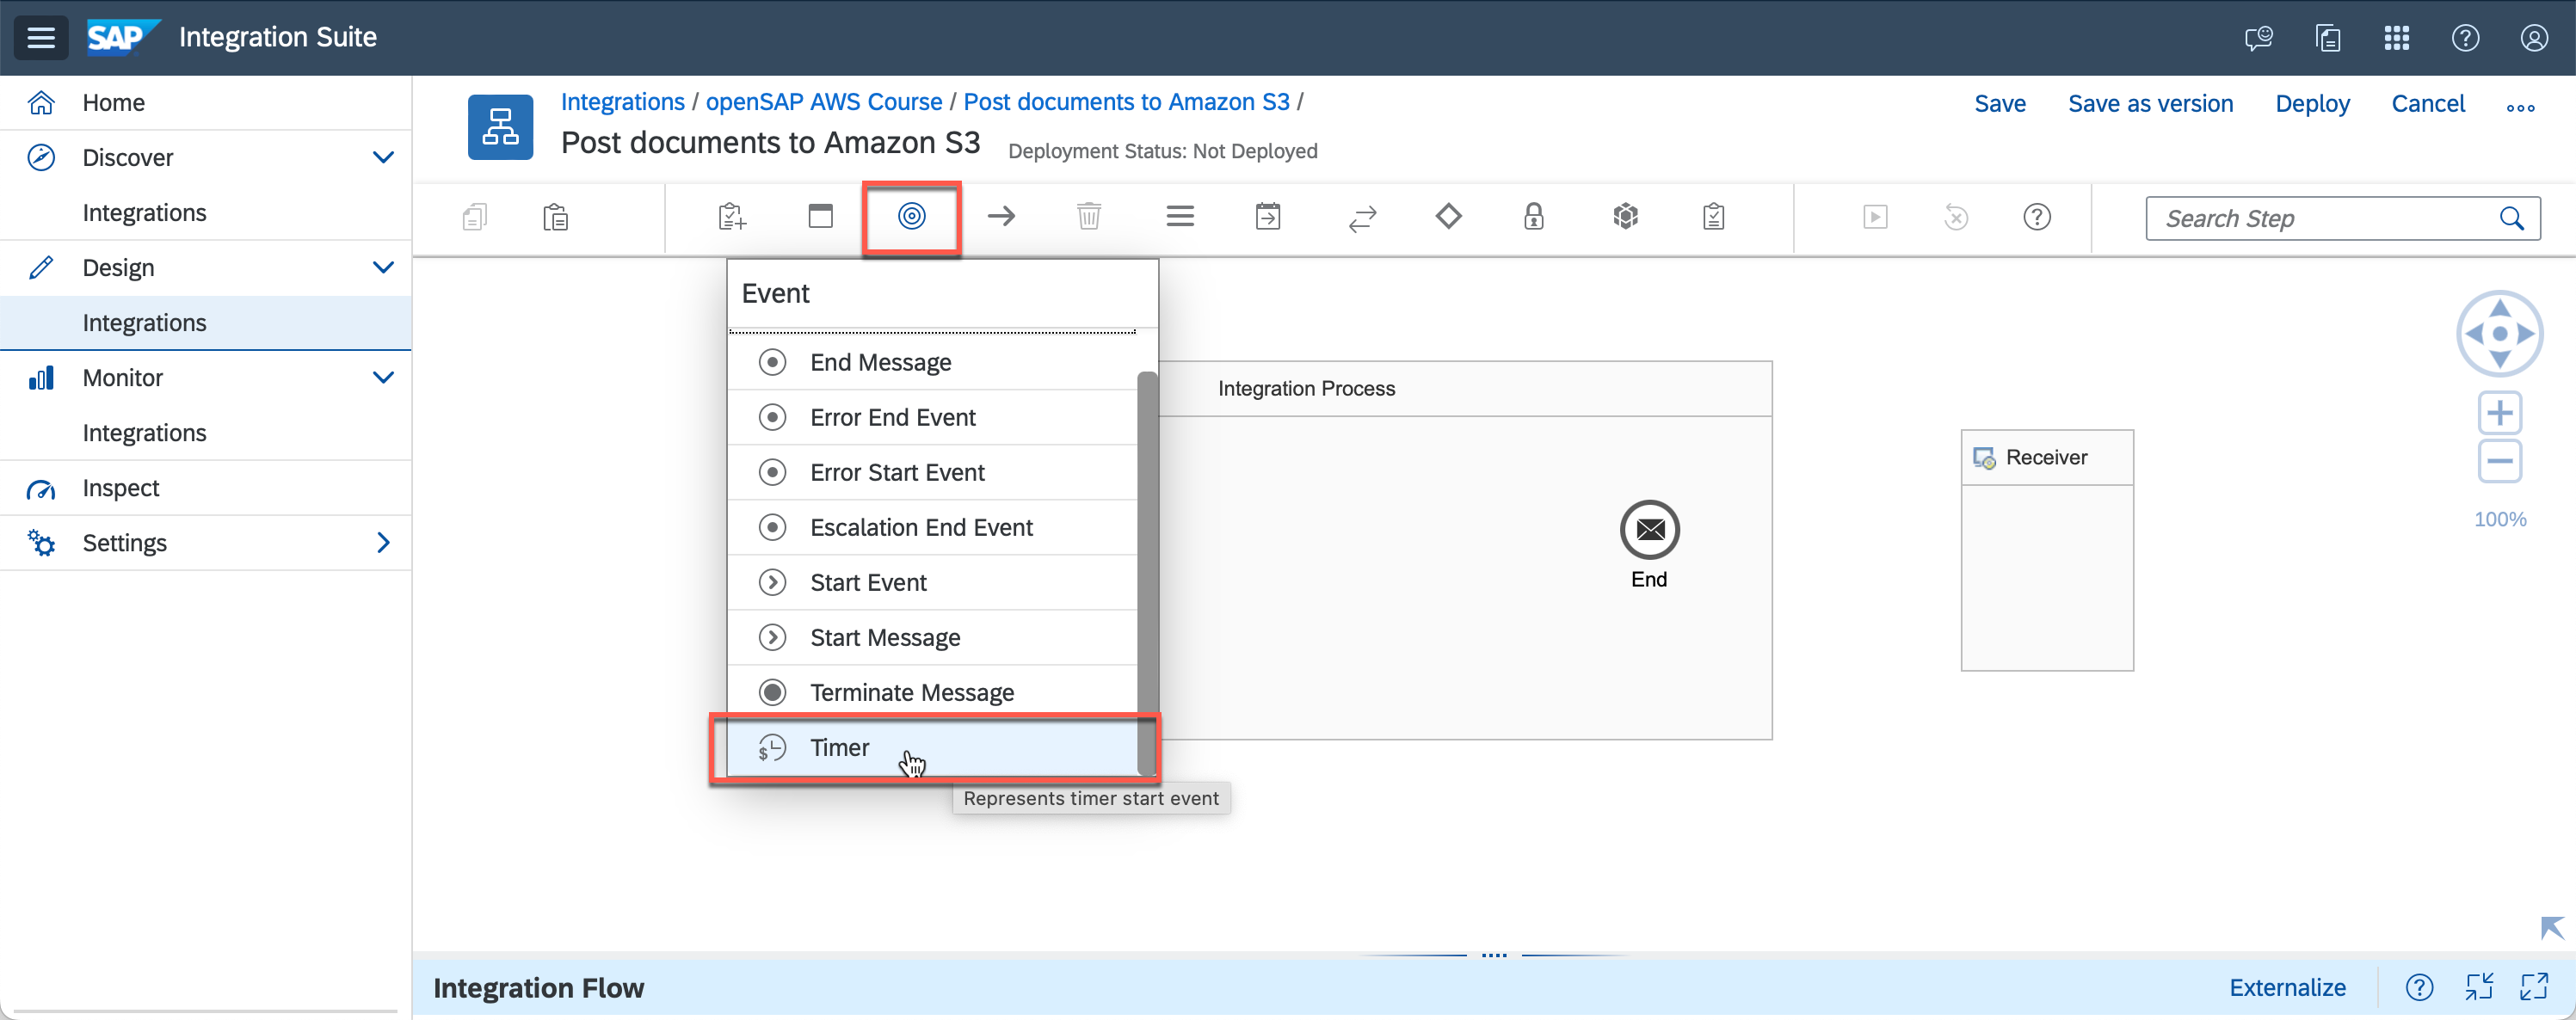 SAP Integration Suite
Home
Discover
Integrations
Design
Integrations
Monitor
Integrations
Inspect
Settings
Integrations / openSAP AWS Course / Post documents to Amazon S3 /
Post documents to Amazon S3 Deployment Status: Not Deployed
Save Save as version Deploy Cancel
Search Step
Event
End Message
Error End Event
Error Start Event
Escalation End Event
Start Event
Start Message
Terminate Message
$ Timer
Represents timer start event
Integration Process
End
Receiver
100%
Integration Flow
Externalize